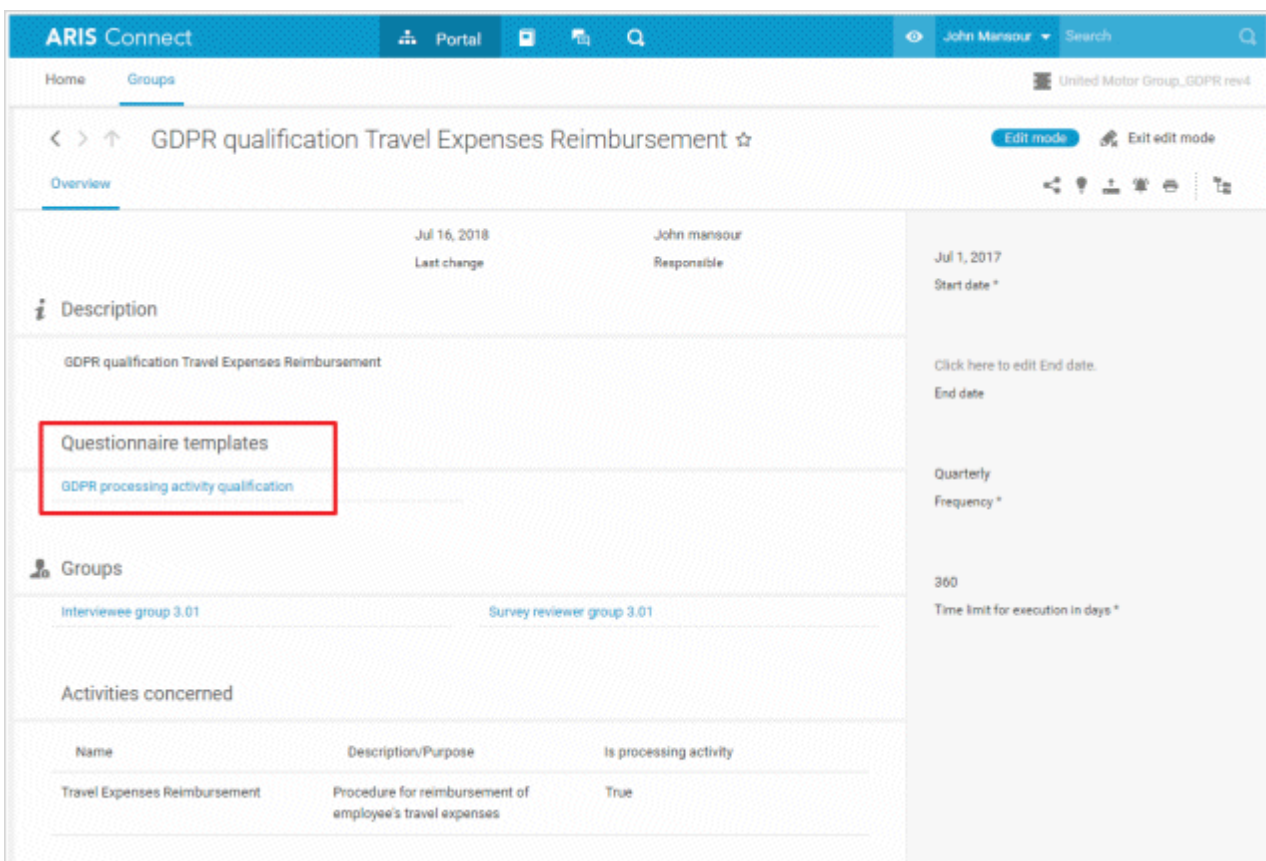 ARIS Connect
Portal
John Mansour
Search
Home
Groups
United Motor Group_GDPR rev4
GDPR qualification Travel Expenses Reimbursement
Edit mode
Exit edit mode
Overview
Jul 16, 2018
John mansour
Last change
Responsible
Jul 1, 2017
Start date *
Description
GDPR qualification Travel Expenses Reimbursement
Click here to edit End date.
End date
Questionnaire templates
GDPR processing activity qualification
Quarterly
Frequency *
Groups
Interviewee group 3.01
Survey reviewer group 3.01
360
Time limit for execution in days *
Activities concerned
Name
Description/Purpose
Is processing activity
Travel Expenses Reimbursement
Procedure for reimbursement of
employee's travel expenses
True